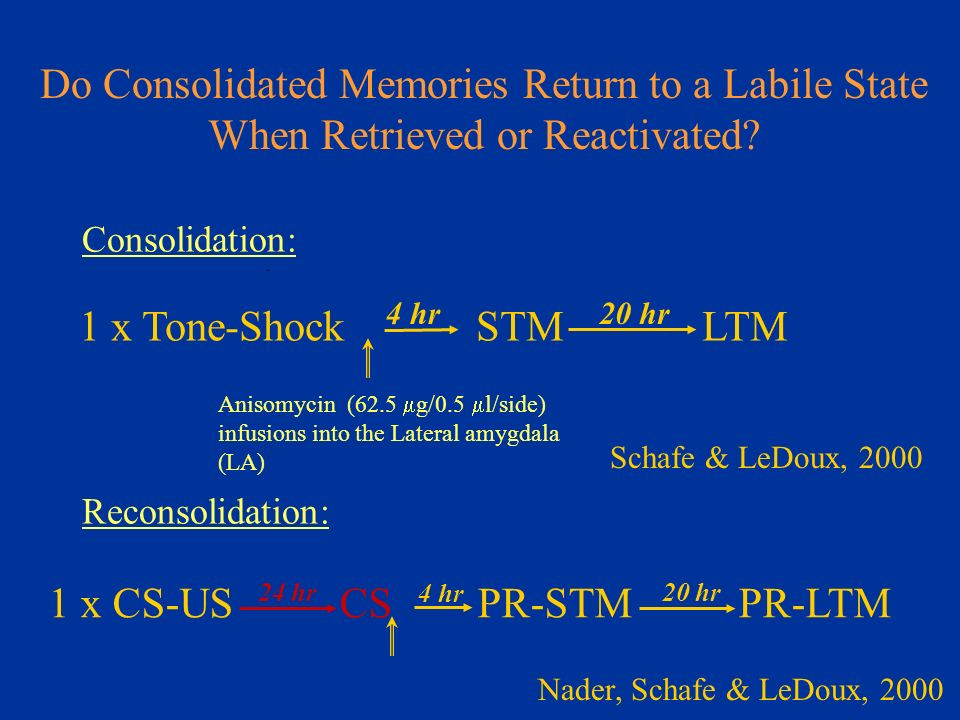 Do Consolidated Memories Return to a Labile State
When Retrieved or Reactivated?
Consolidation:
1 x Tone-Shock 4 hr STM 20 hr LTM
Anisomycin (62.5 μg/0.5 μl/side)
infusions into the Lateral amygdala
(LA)
Schafe & LeDoux, 2000
Reconsolidation:
1 x CS-US 24 hr CS 4 hr PR-STM 20 hr PR-LTM
Nader, Schafe & LeDoux, 2000